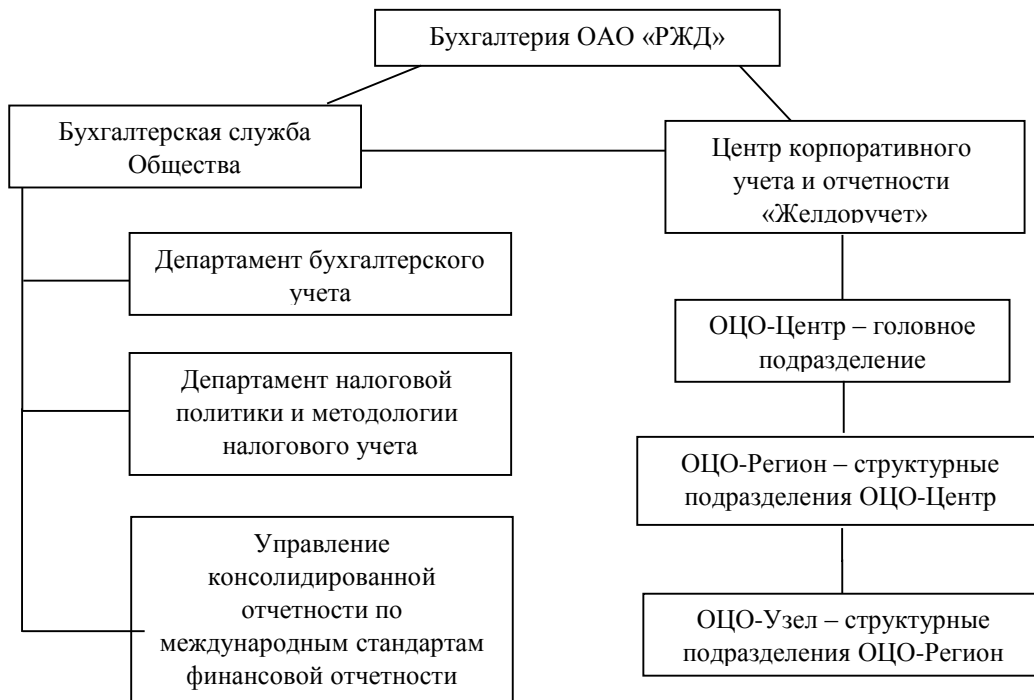 Бухгалтерия ОАО «РЖД»
Бухгалтерская служба
Общества
Центр корпоративного
учета и отчетности
«Желдоручет»
Департамент бухгалтерского
учета
Департамент налоговой
политики и методологии
налогового учета
Управление
консолидированной
отчетности по
международным стандартам
финансовой отчетности
ОЦО-Центр – головное
подразделение
ОЦО-Регион – структурные
подразделения ОЦО-Центр
ОЦО-Узел – структурные
подразделения ОЦО-Регион